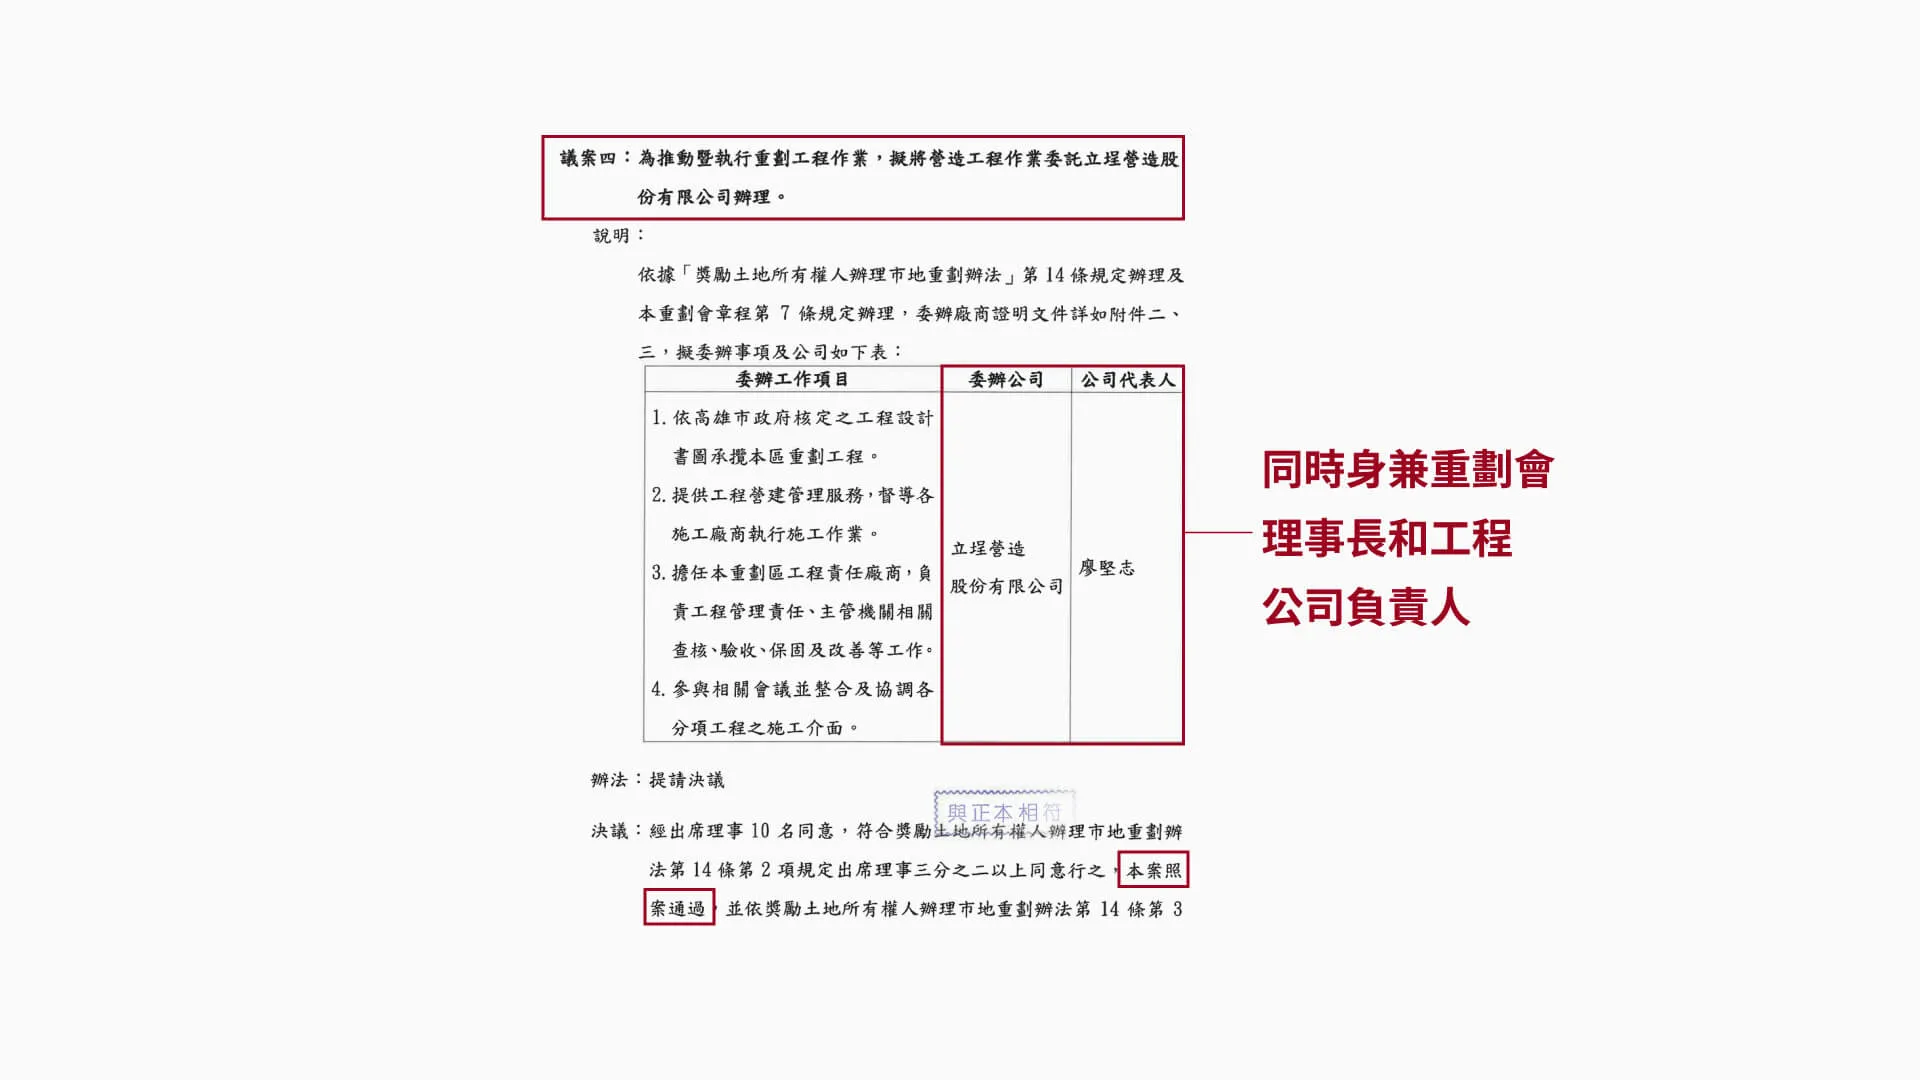 議案四：為推動暨執行重劃工程作業，擬將營造工程作業委託立埕營造股
份有限公司辦理。
說明：
依據「獎勵土地所有權人辦理市地重劃辦法」第 14 條規定辦理及
本重劃會章程第 7 條規定辦理，委辦廠商證明文件詳如附件二、
三，擬委辦事項及公司如下表：
委辦工作項目 委辦公司 公司代表人
1. 依高雄市政府核定之工程設計
書圖承攬本區重劃工程。
2. 提供工程營建管理服務，督導各
施工廠商執行施工作業。
3. 擔任本重劃區工程責任廠商，負
責工程管理責任、主管機關相關
查核、驗收、保固及改善等工作。
4. 參與相關會議並整合及協調各
分項工程之施工介面。
立埕營造
股份有限公司
廖堅志
同時身兼重劃會
理事長和工程
公司負責人
辦法：提請決議
與正本相符
決議：經出席理事 10 名同意，符合獎勵土地所有權人辦理市地重劃辦
法第 14 條第 2 項規定出席理事三分之二以上同意行之，本案照
案通過，並依獎勵土地所有權人辦理市地重劃辦法第 14 條第 3